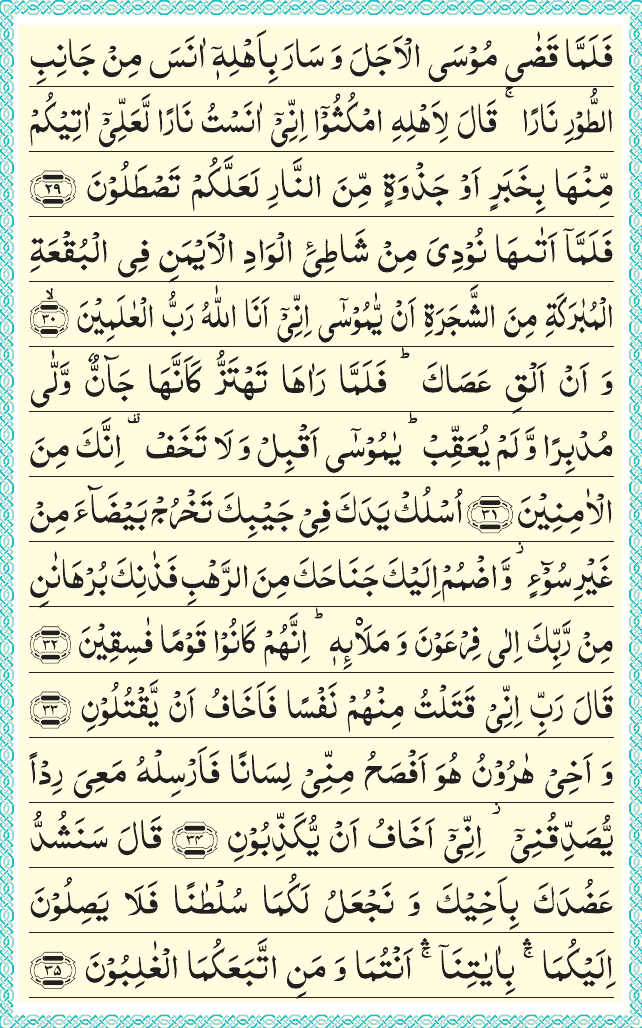 فَلَمَّا قَضٰى مُوۡسَى الۡاَجَلَ وَ سَارَ بِاَهۡلِهٖۤ اٰنَسَ مِنۡ جَانِبِ
الطُّوۡرِ نَارًا ‌ۚ قَالَ لِاَهۡلِهِ امۡكُثُوۡۤا اِنِّىۡۤ اٰنَسۡتُ نَارًا لَّعَلِّىۡۤ اٰتِيۡكُمۡ
مِّنۡهَا بِخَبَرٍ اَوۡ جَذۡوَةٍ مِّنَ النَّارِ لَعَلَّكُمۡ تَصۡطَلُوۡنَ ﴿۲۹﴾
فَلَمَّاۤ اَتٰٮهَا نُوۡدِىَ مِنۡ شَاطِیٴِ الۡوَادِ الۡاَيۡمَنِ فِى الۡبُقۡعَةِ
الۡمُبٰرَكَةِ مِنَ الشَّجَرَةِ اَنۡ يّٰمُوۡسٰٓى اِنِّىۡۤ اَنَا اللّٰهُ رَبُّ الۡعٰلَمِيۡنَ ۙ‏ ﴿۳۰﴾
وَ اَنۡ اَلۡقِ عَصَاكَ‌ ؕ فَلَمَّا رَاٰهَا تَهۡتَزُّ كَاَنَّهَا جَآنٌّ وَّلّٰى
مُدۡبِرًا وَّلَمۡ يُعَقِّبۡ‌ ؕ يٰمُوۡسٰٓى اَقۡبِلۡ وَلَا تَخَفۡ‌ ۟ اِنَّكَ مِنَ
الۡاٰمِنِيۡنَ ﴿۳۱﴾ اُسۡلُكۡ يَدَكَ فِىۡ جَيۡبِكَ تَخۡرُجۡ بَيۡضَآءَ مِنۡ
غَيۡرِ سُوۡٓءٍ ۖ وَّاضۡمُمۡ اِلَيۡكَ جَنَاحَكَ مِنَ الرَّهۡبِ‌ فَذٰنِكَ بُرۡهَانٰنِ
مِنۡ رَّبِّكَ اِلٰى فِرۡعَوۡنَ وَ مَلَا۟ئِهٖؕ اِنَّهُمۡ كَانُوۡا قَوۡمًا فٰسِقِيۡنَ ﴿۳۲﴾
قَالَ رَبِّ اِنِّىۡ قَتَلۡتُ مِنۡهُمۡ نَفۡسًا فَاَخَافُ اَنۡ يَّقۡتُلُوۡنِ ﴿۳۳﴾
وَ اَخِىۡ هٰرُوۡنُ هُوَ اَفۡصَحُ مِنِّىۡ لِسَانًا فَاَرۡسِلۡهُ مَعِىَ رِدۡاً
يُّصَدِّقُنِىۡٓ ۖ اِنِّىۡۤ اَخَافُ اَنۡ يُّكَذِّبُوۡنِ ﴿۳۴﴾ قَالَ سَنَشُدُّ
عَضُدَكَ بِاَخِيۡكَ وَ نَجۡعَلُ لَكُمَا سُلۡطٰنًا فَلَا يَصِلُوۡنَ
اِلَيۡكُمَا‌ ۛۚ بِاٰيٰتِنَاۤ ‌ۛۚ اَنۡتُمَا وَ مَنِ اتَّبَعَكُمَا الۡغٰلِبُوۡنَ ﴿۳۵﴾